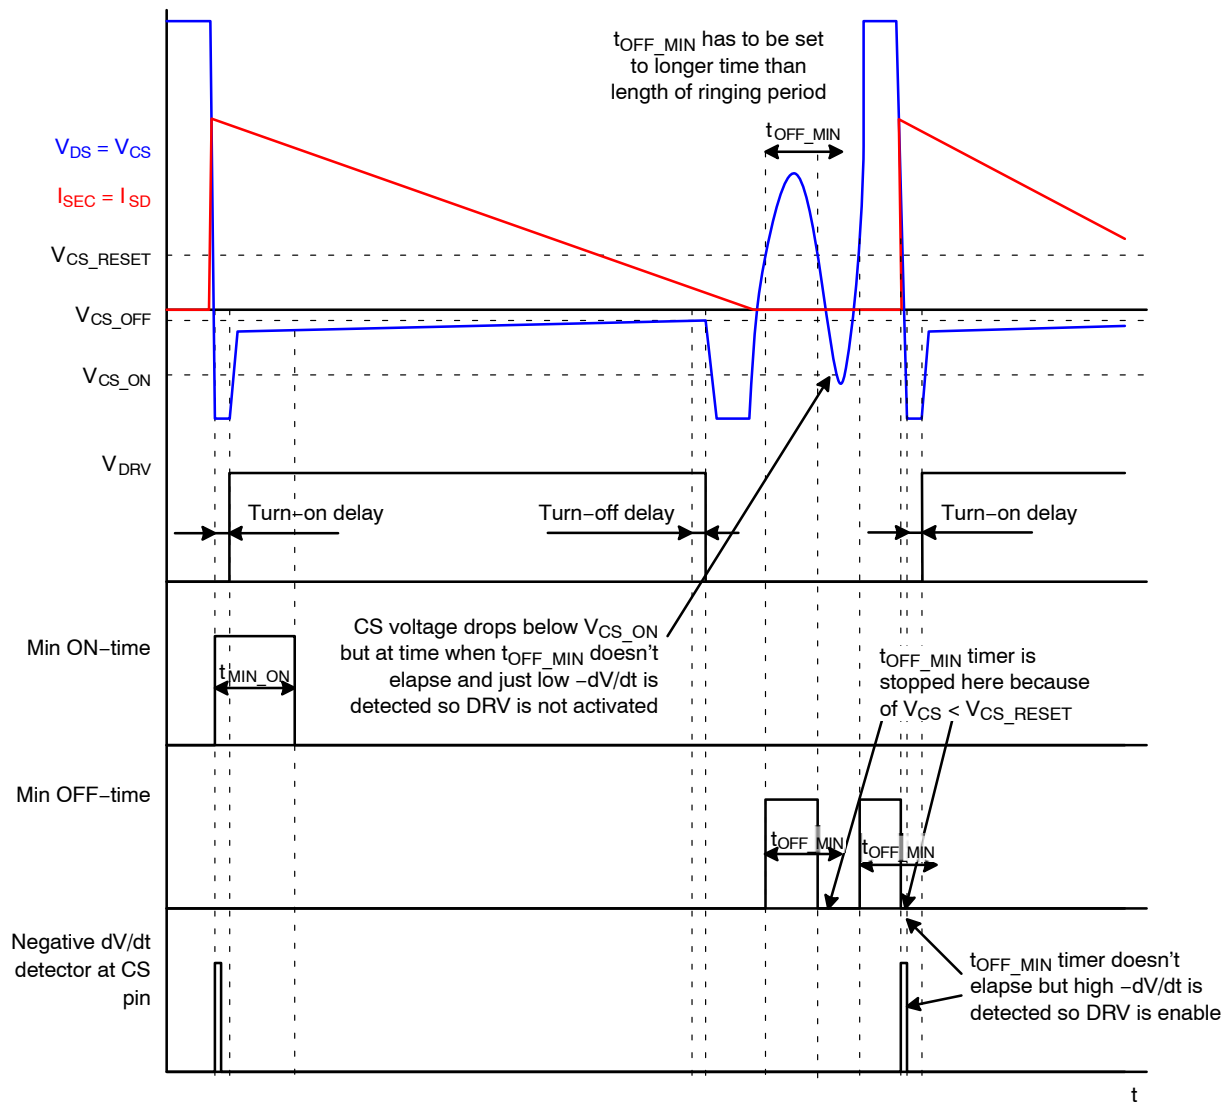 tOFF_MIN has to be set
to longer time than
length of ringing period
tOFF_MIN
VDS = VCS
ISEC = ISD
VCS_RESET
VCS_OFF
VCS_ON
VDRV
Turn−on delay
Turn−off delay
Turn−on delay
CS voltage drops below VCS_ON
but at time when tOFF_MIN doesn't
elapse and just low -dV/dt is
detected so DRV is not activated
Min ON−time
tMIN_ON
tOFF_MIN timer is
stopped here because
of VCS < VCS_RESET
Min OFF−time
tOFF_MIN
tOFF_MIN
Negative dV/dt
detector at CS
pin
tOFF_MIN timer doesn't
elapse but high −dV/dt is
detected so DRV is enable
t